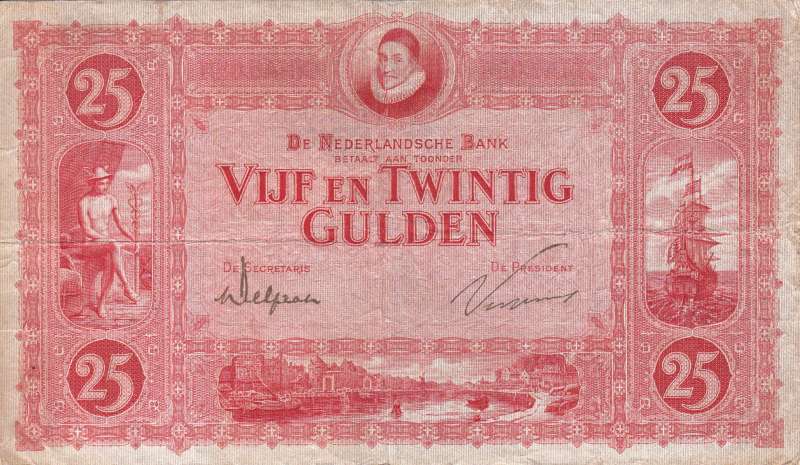 25 25
De Nederlandsche Bank
betaalt aan toonder
Vijf en Twintig
Gulden
De Secretaris De President
25 25